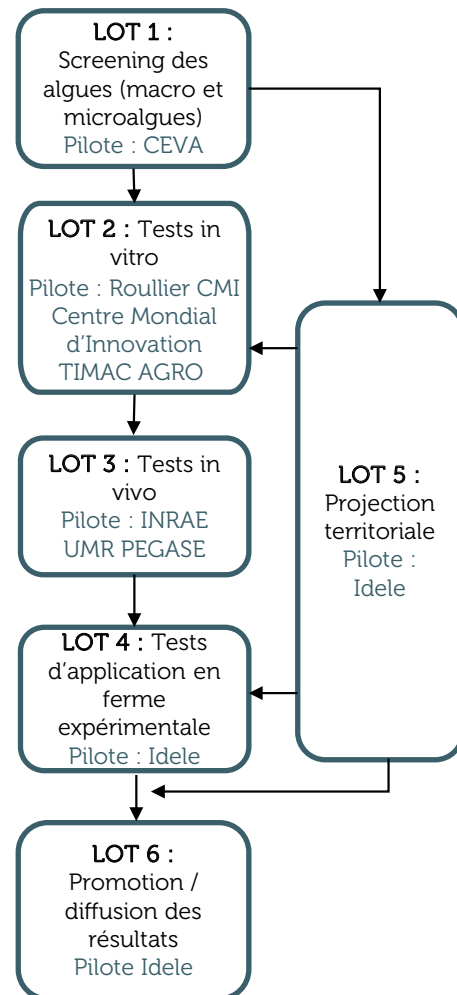 LOT 1 :
Screening des
algues (macro et
microalgues)
Pilote : CEVA
LOT 2 : Tests in
vitro
Pilote : Roullier CMI
Centre Mondial
d'Innovation
TIMAC AGRO
LOT 3 : Tests in
vivo
Pilote : INRAE
UMR PEGASE
LOT 4 : Tests
d'application en
ferme
expérimentale
Pilote : Idele
LOT 5 :
Projection
territoriale
Pilote :
Idele
LOT 6 :
Promotion /
diffusion des
résultats
Pilote Idele